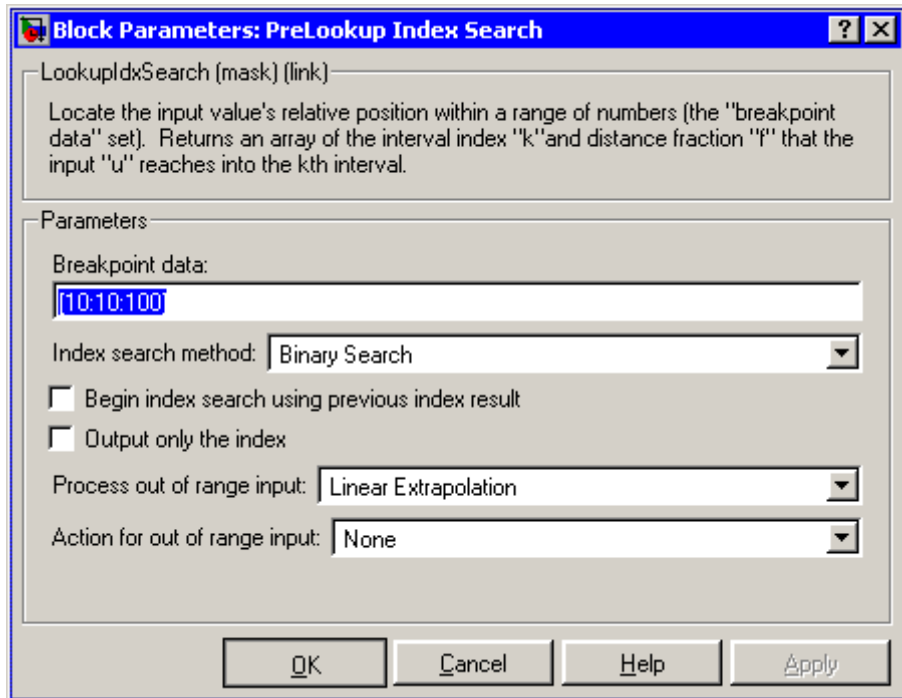 Block Parameters: PreLookup Index Search
LookupIdxSearch (mask) (link)
Locate the input value's relative position within a range of numbers (the "breakpoint
data" set). Returns an array of the interval index "k"and distance fraction "f" that the
input "u" reaches into the kth interval.
Parameters
Breakpoint data:
[10:10:100]
Index search method: Binary Search
Begin index search using previous index result
Output only the index
Process out of range input: Linear Extrapolation
Action for out of range input: None
OK Cancel Help Apply